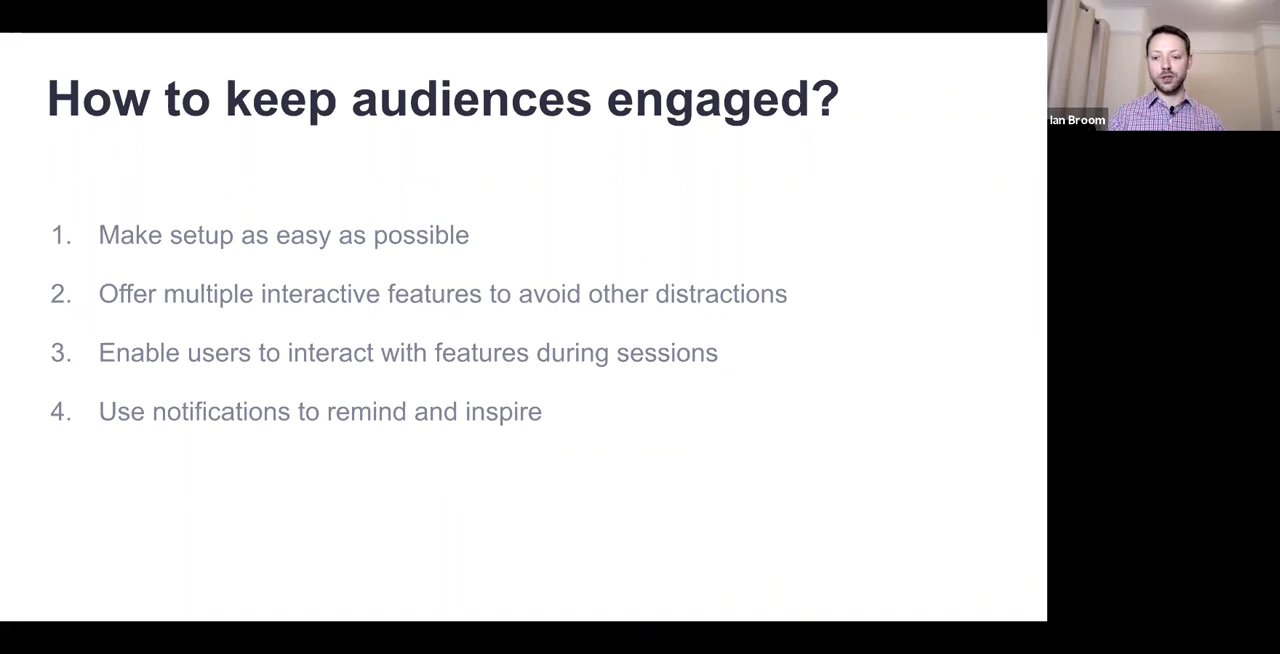 How to keep audiences engaged?
1. Make setup as easy as possible
2. Offer multiple interactive features to avoid other distractions
3. Enable users to interact with features during sessions
4. Use notifications to remind and inspire
Ian Broom